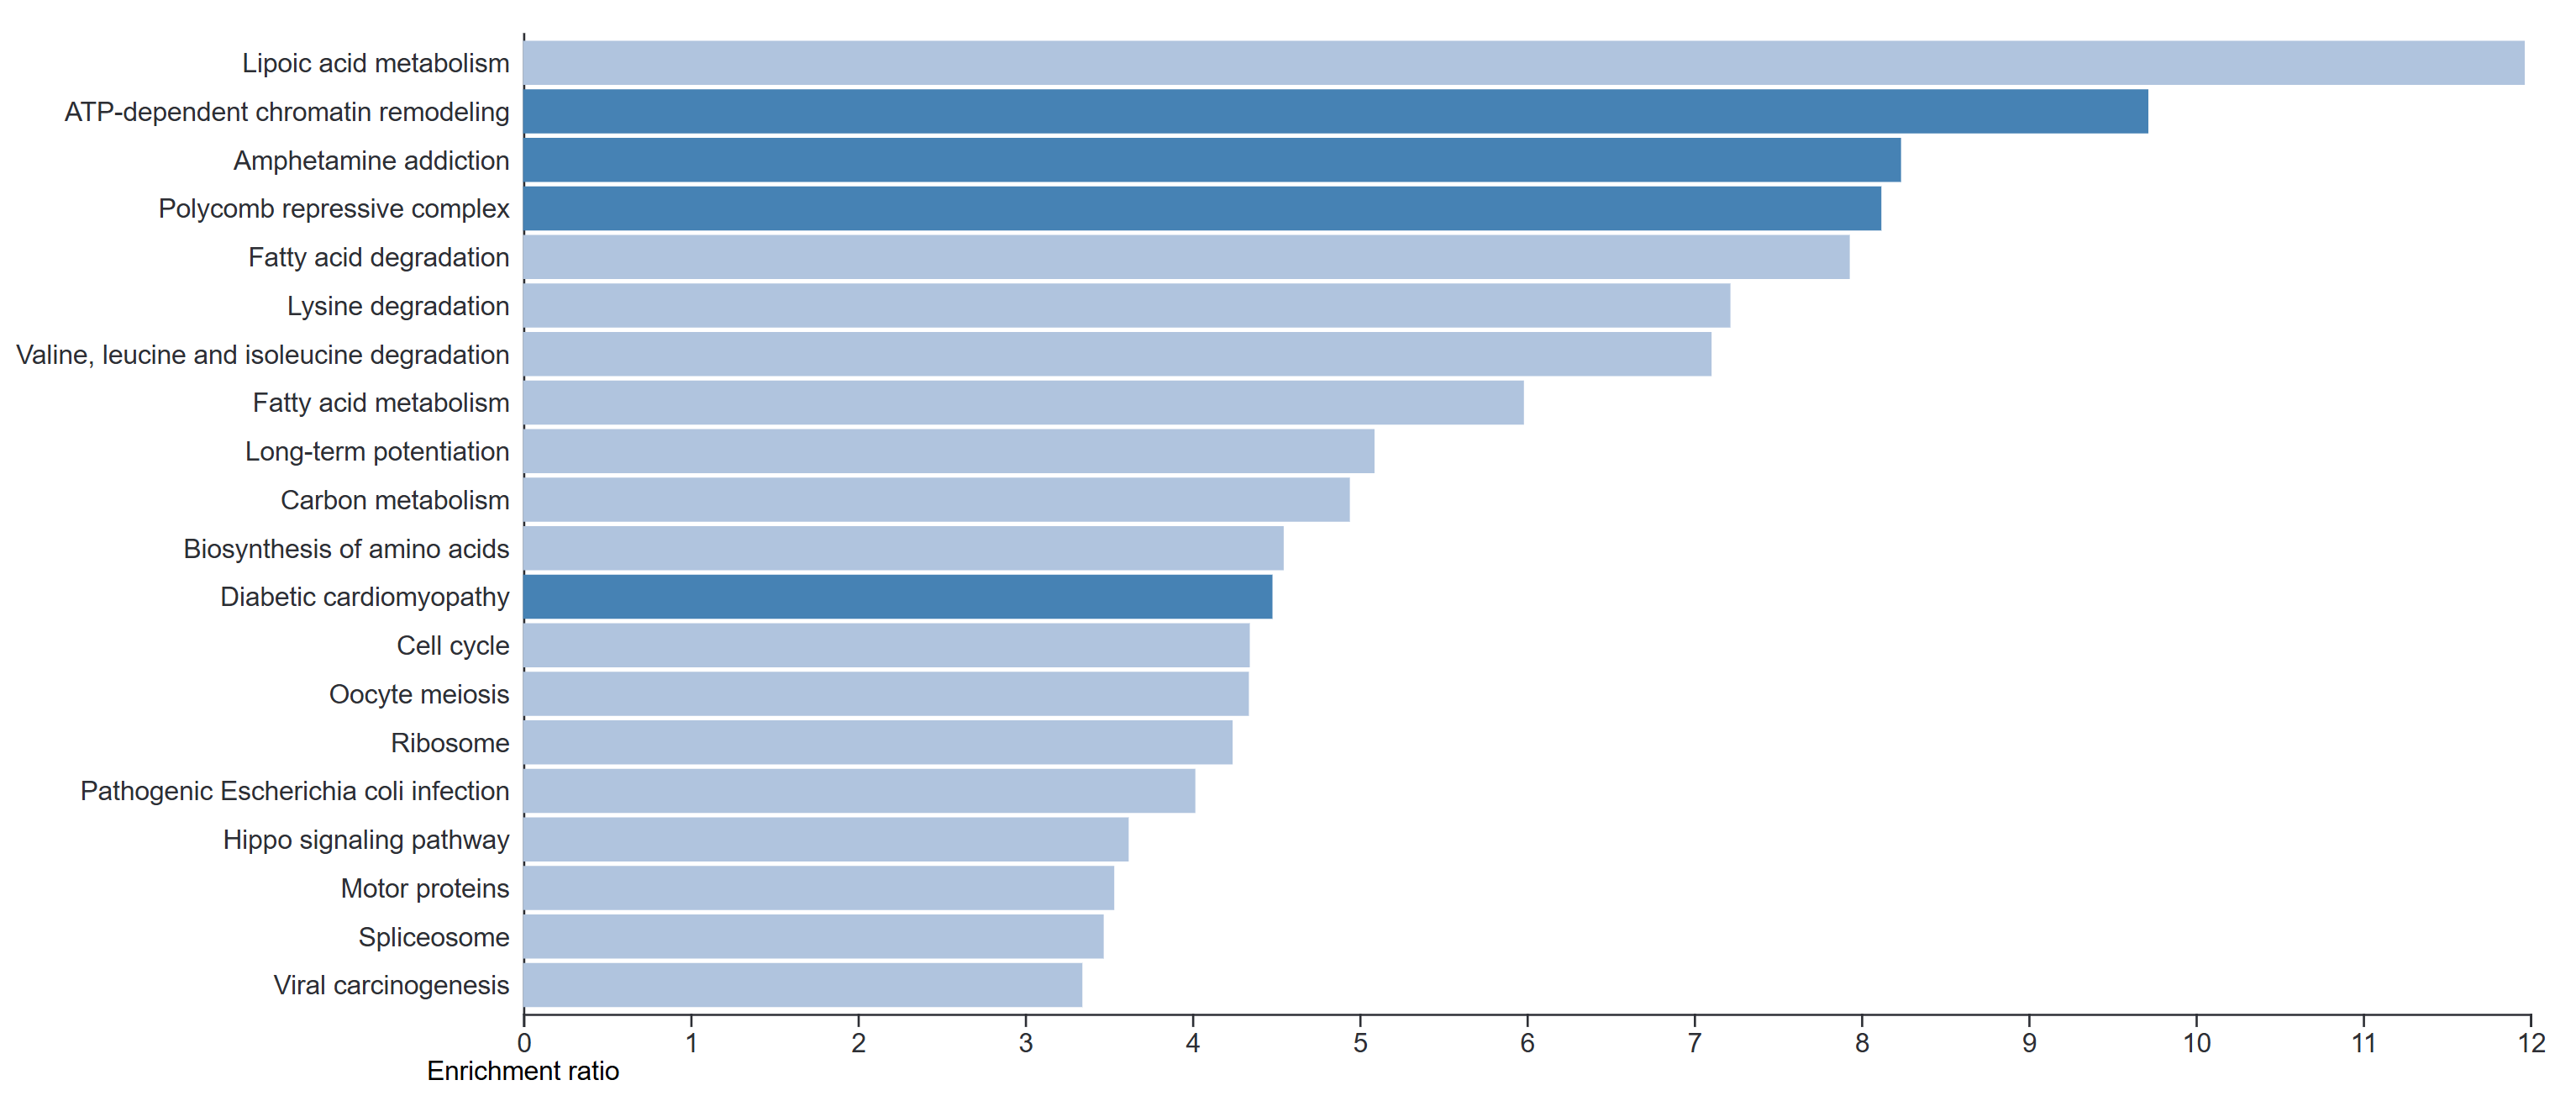 Lipoic acid metabolism
ATP-dependent chromatin remodeling
Amphetamine addiction
Polycomb repressive complex
Fatty acid degradation
Lysine degradation
Valine, leucine and isoleucine degradation
Fatty acid metabolism
Long-term potentiation
Carbon metabolism
Biosynthesis of amino acids
Diabetic cardiomyopathy
Cell cycle
Oocyte meiosis
Ribosome
Pathogenic Escherichia coli infection
Hippo signaling pathway
Motor proteins
Spliceosome
Viral carcinogenesis
0 1 2 3 4 5 6 7 8 9 10 11 12
Enrichment ratio